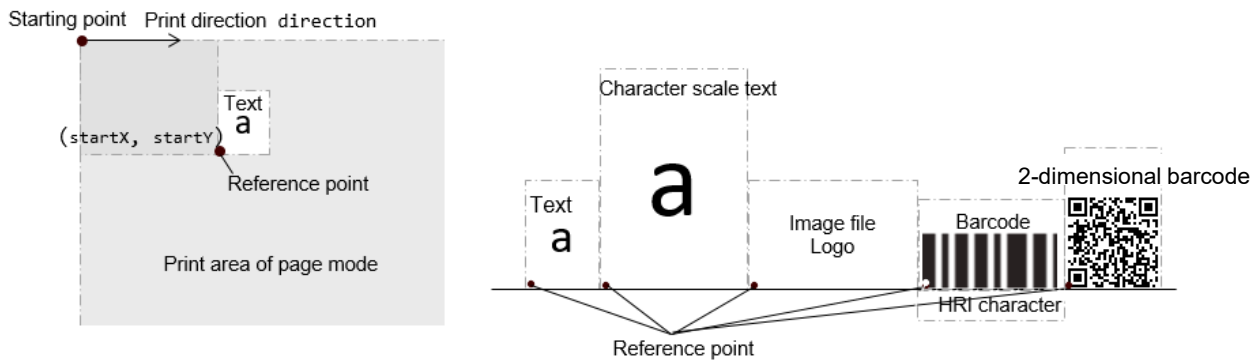 Starting point
Print direction direction
Text
a
(startX, startY)
Reference point
Print area of page mode
Character scale text
a
Text
a
Image file
Logo
Barcode
HRI character
2-dimensional barcode
Reference point